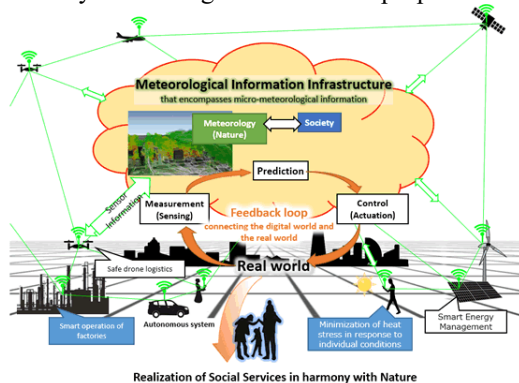 Meteorological Information Infrastructure
that encompasses micro-meteorological information
Meteorology
(Nature)
Society
Prediction
Measurement
(Sensing)
Control
(Actuation)
Sensor
Information
Feedback loop
connecting the digital world and
the real world
Real world
Safe drone logistics
Smart operation of
factories
Autonomous system
Minimization of heat
stress in response to
individual conditions
Smart Energy
Management
Realization of Social Services in harmony with Nature